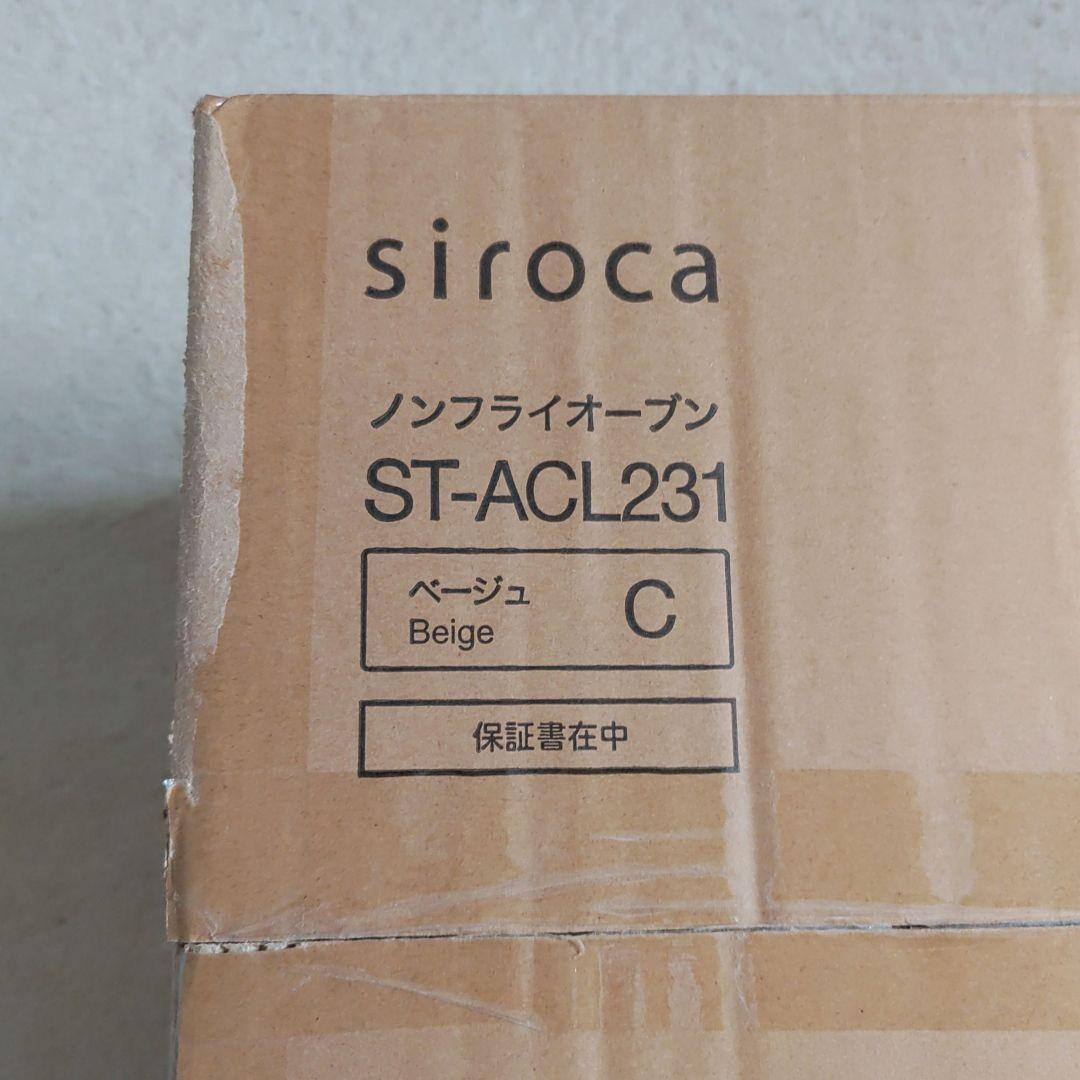 siroca
ノンフライオーブン
ST-ACL231
ベージュ
Beige
C
保証書在中